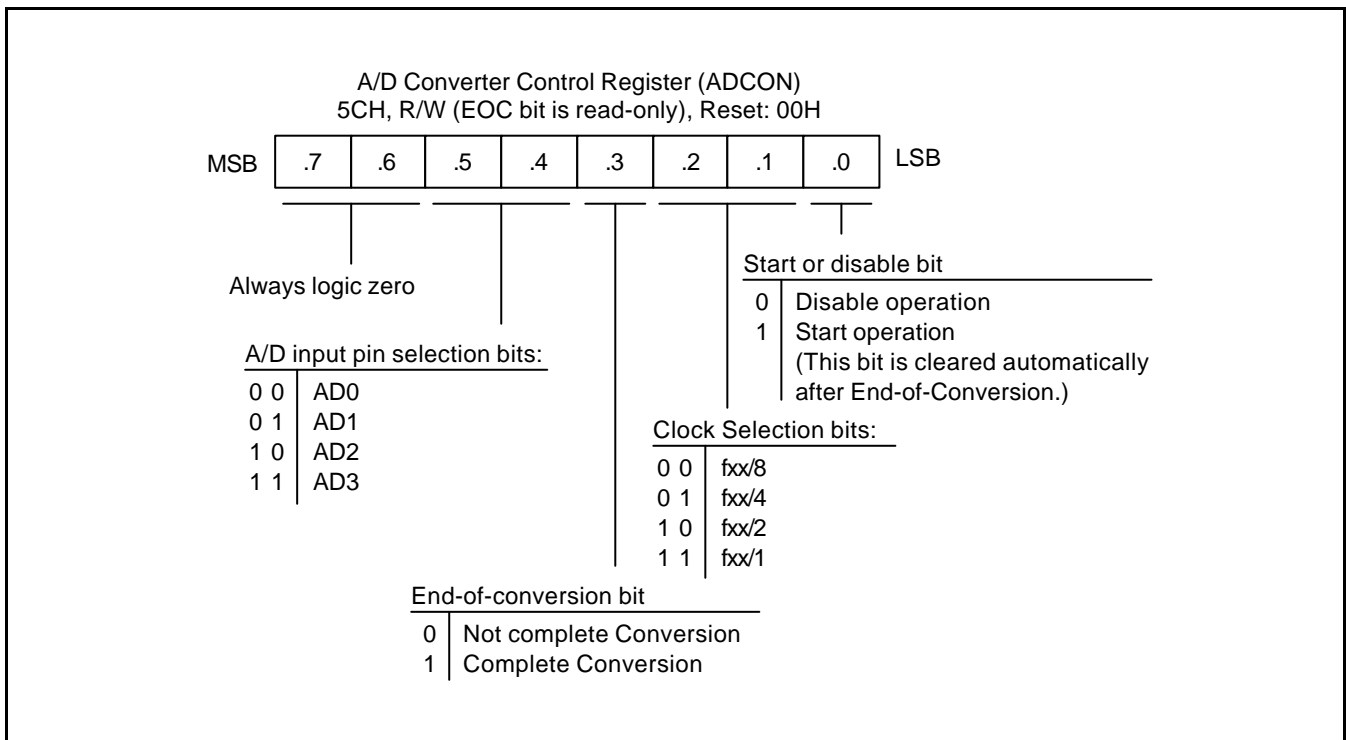 A/D Converter Control Register (ADCON)
5CH, R/W (EOC bit is read-only), Reset: 00H
MSB .7 .6 .5 .4 .3 .2 .1 .0 LSB
Always logic zero
Start or disable bit
0 Disable operation
1 Start operation
(This bit is cleared automatically
after End-of-Conversion.)
A/D input pin selection bits:
0 0 AD0
0 1 AD1
1 0 AD2
1 1 AD3
Clock Selection bits:
0 0 fxx/8
0 1 fxx/4
1 0 fxx/2
1 1 fxx/1
End-of-conversion bit
0 Not complete Conversion
1 Complete Conversion